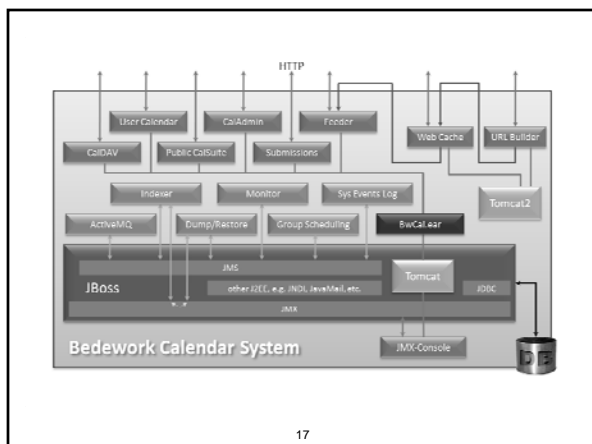 HTTP
User Calendar
CalAdmin
Feeder
Web Cache
URL Builder
CalDAV
Public CalSuite
Submissions
Indexer
Monitor
Sys Events Log
Tomcat2
ActiveMQ
Dump/Restore
Group Scheduling
BwCal.ear
JMS
Tomcat
JBoss
other J2EE, e.g. JNDI, JavaMail, etc.
JDBC
JMX
Bedework Calendar System
JMX-Console
DB
17